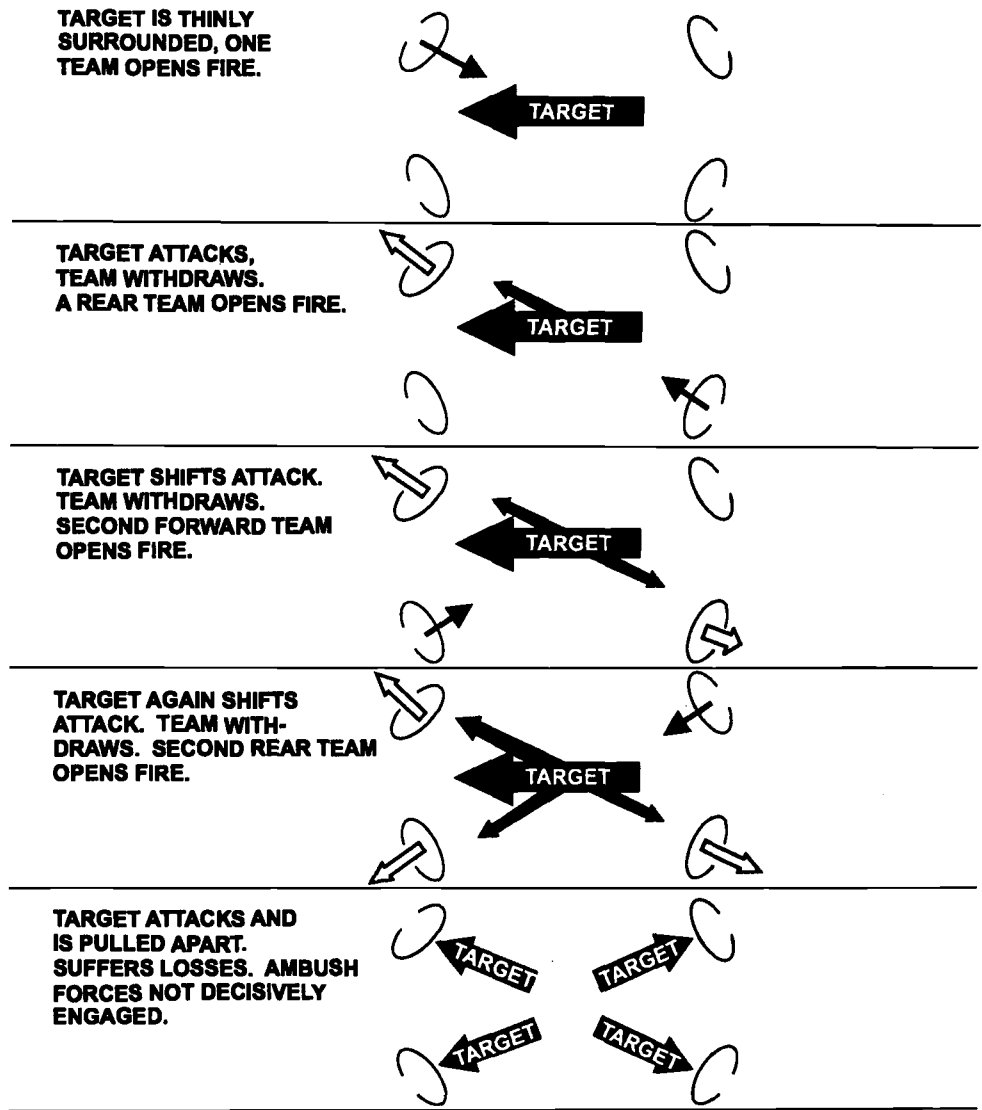 TARGET IS THINLY
SURROUNDED, ONE
TEAM OPENS FIRE.
TARGET
TARGET ATTACKS,
TEAM WITHDRAWS.
A REAR TEAM OPENS FIRE.
TARGET
TARGET SHIFTS ATTACK.
TEAM WITHDRAWS.
SECOND FORWARD TEAM
OPENS FIRE.
TARGET
TARGET AGAIN SHIFTS
ATTACK. TEAM WITH-
DRAWS. SECOND REAR TEAM
OPENS FIRE.
TARGET
TARGET ATTACKS AND
IS PULLED APART.
SUFFERS LOSSES. AMBUSH
FORCES NOT DECISIVELY
ENGAGED.
TARGET
TARGET
TARGET
TARGET